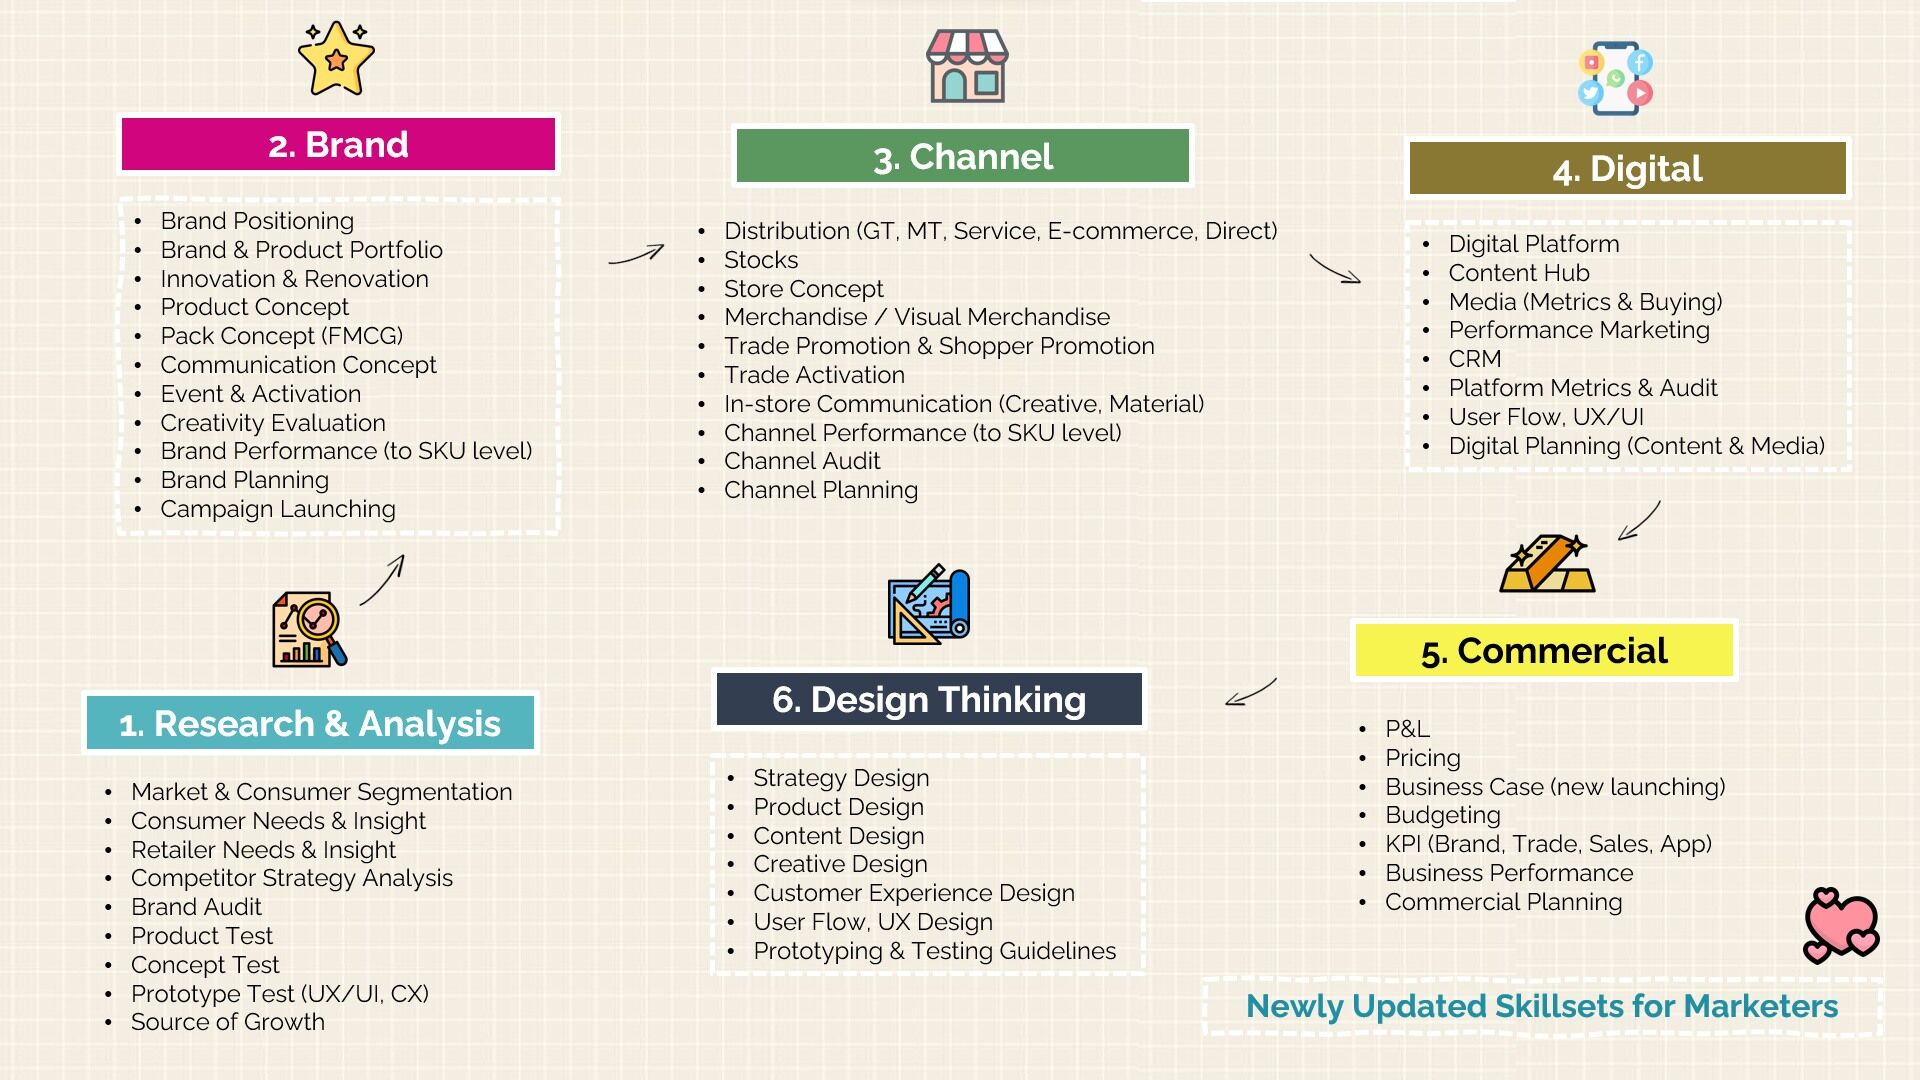 2. Brand
• Brand Positioning
• Brand & Product Portfolio
• Innovation & Renovation
• Product Concept
• Pack Concept (FMCG)
• Communication Concept
• Event & Activation
• Creativity Evaluation
• Brand Performance (to SKU level)
• Brand Planning
• Campaign Launching
3. Channel
• Distribution (GT, MT, Service, E-commerce, Direct)
• Stocks
• Store Concept
• Merchandise / Visual Merchandise
• Trade Promotion & Shopper Promotion
• Trade Activation
• In-store Communication (Creative, Material)
• Channel Performance (to SKU level)
• Channel Audit
• Channel Planning
4. Digital
• Digital Platform
• Content Hub
• Media (Metrics & Buying)
• Performance Marketing
• CRM
• Platform Metrics & Audit
• User Flow, UX/UI
• Digital Planning (Content & Media)
1. Research & Analysis
• Market & Consumer Segmentation
• Consumer Needs & Insight
• Retailer Needs & Insight
• Competitor Strategy Analysis
• Brand Audit
• Product Test
• Concept Test
• Prototype Test (UX/UI, CX)
• Source of Growth
6. Design Thinking
• Strategy Design
• Product Design
• Content Design
• Creative Design
• Customer Experience Design
• User Flow, UX Design
• Prototyping & Testing Guidelines
5. Commercial
• P&L
• Pricing
• Business Case (new launching)
• Budgeting
• KPI (Brand, Trade, Sales, App)
• Business Performance
• Commercial Planning
Newly Updated Skillsets for Marketers